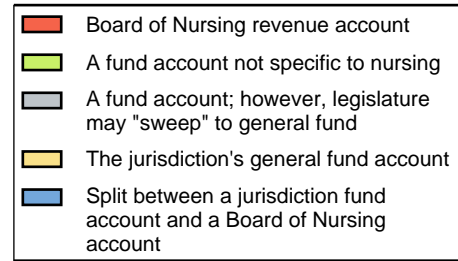 Board of Nursing revenue account
A fund account not specific to nursing
A fund account; however, legislature
may "sweep" to general fund
The jurisdiction's general fund account
Split between a jurisdiction fund
account and a Board of Nursing
account